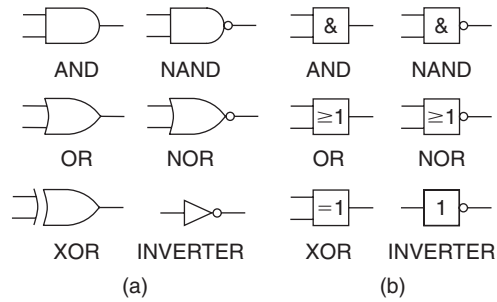 & &
AND NAND AND NAND
≥1 ≥1
OR NOR OR NOR
=1 1
XOR INVERTER XOR INVERTER
(a) (b)